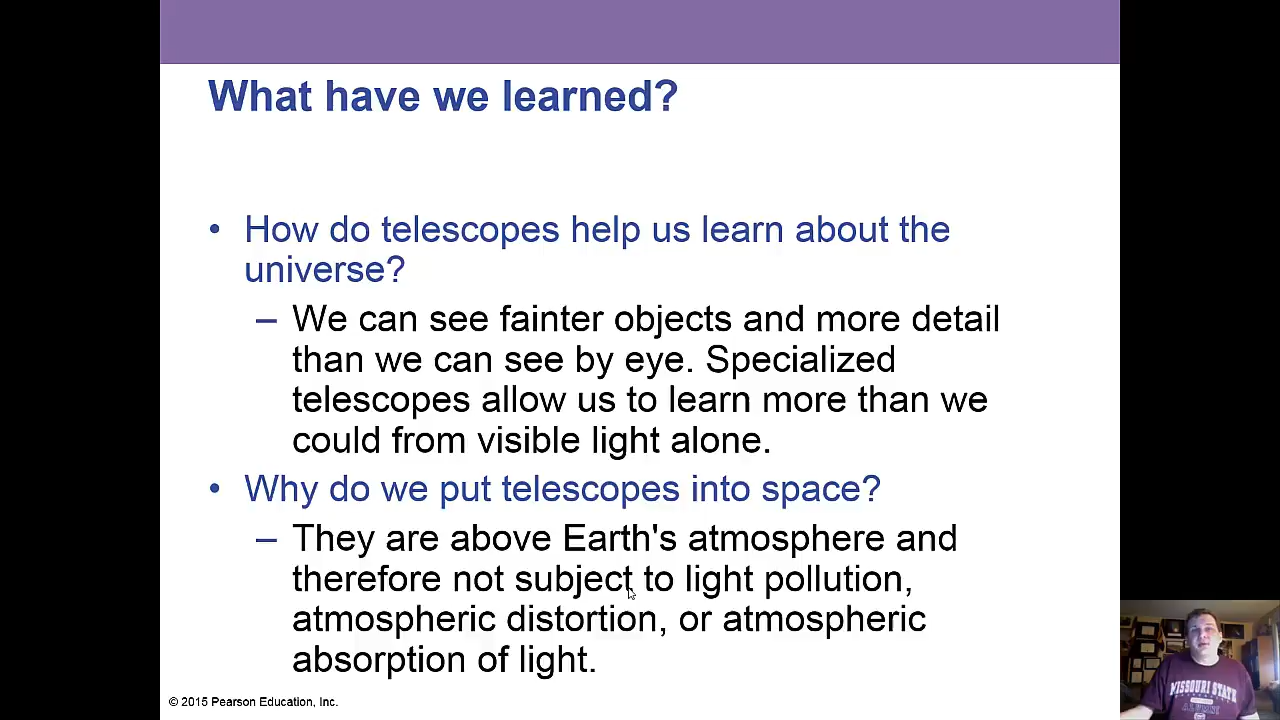 What have we learned?
• How do telescopes help us learn about the
universe?
– We can see fainter objects and more detail
than we can see by eye. Specialized
telescopes allow us to learn more than we
could from visible light alone.
• Why do we put telescopes into space?
– They are above Earth's atmosphere and
therefore not subject to light pollution,
atmospheric distortion, or atmospheric
absorption of light.
© 2015 Pearson Education, Inc.
MISSOURI STATE
ALUMNI